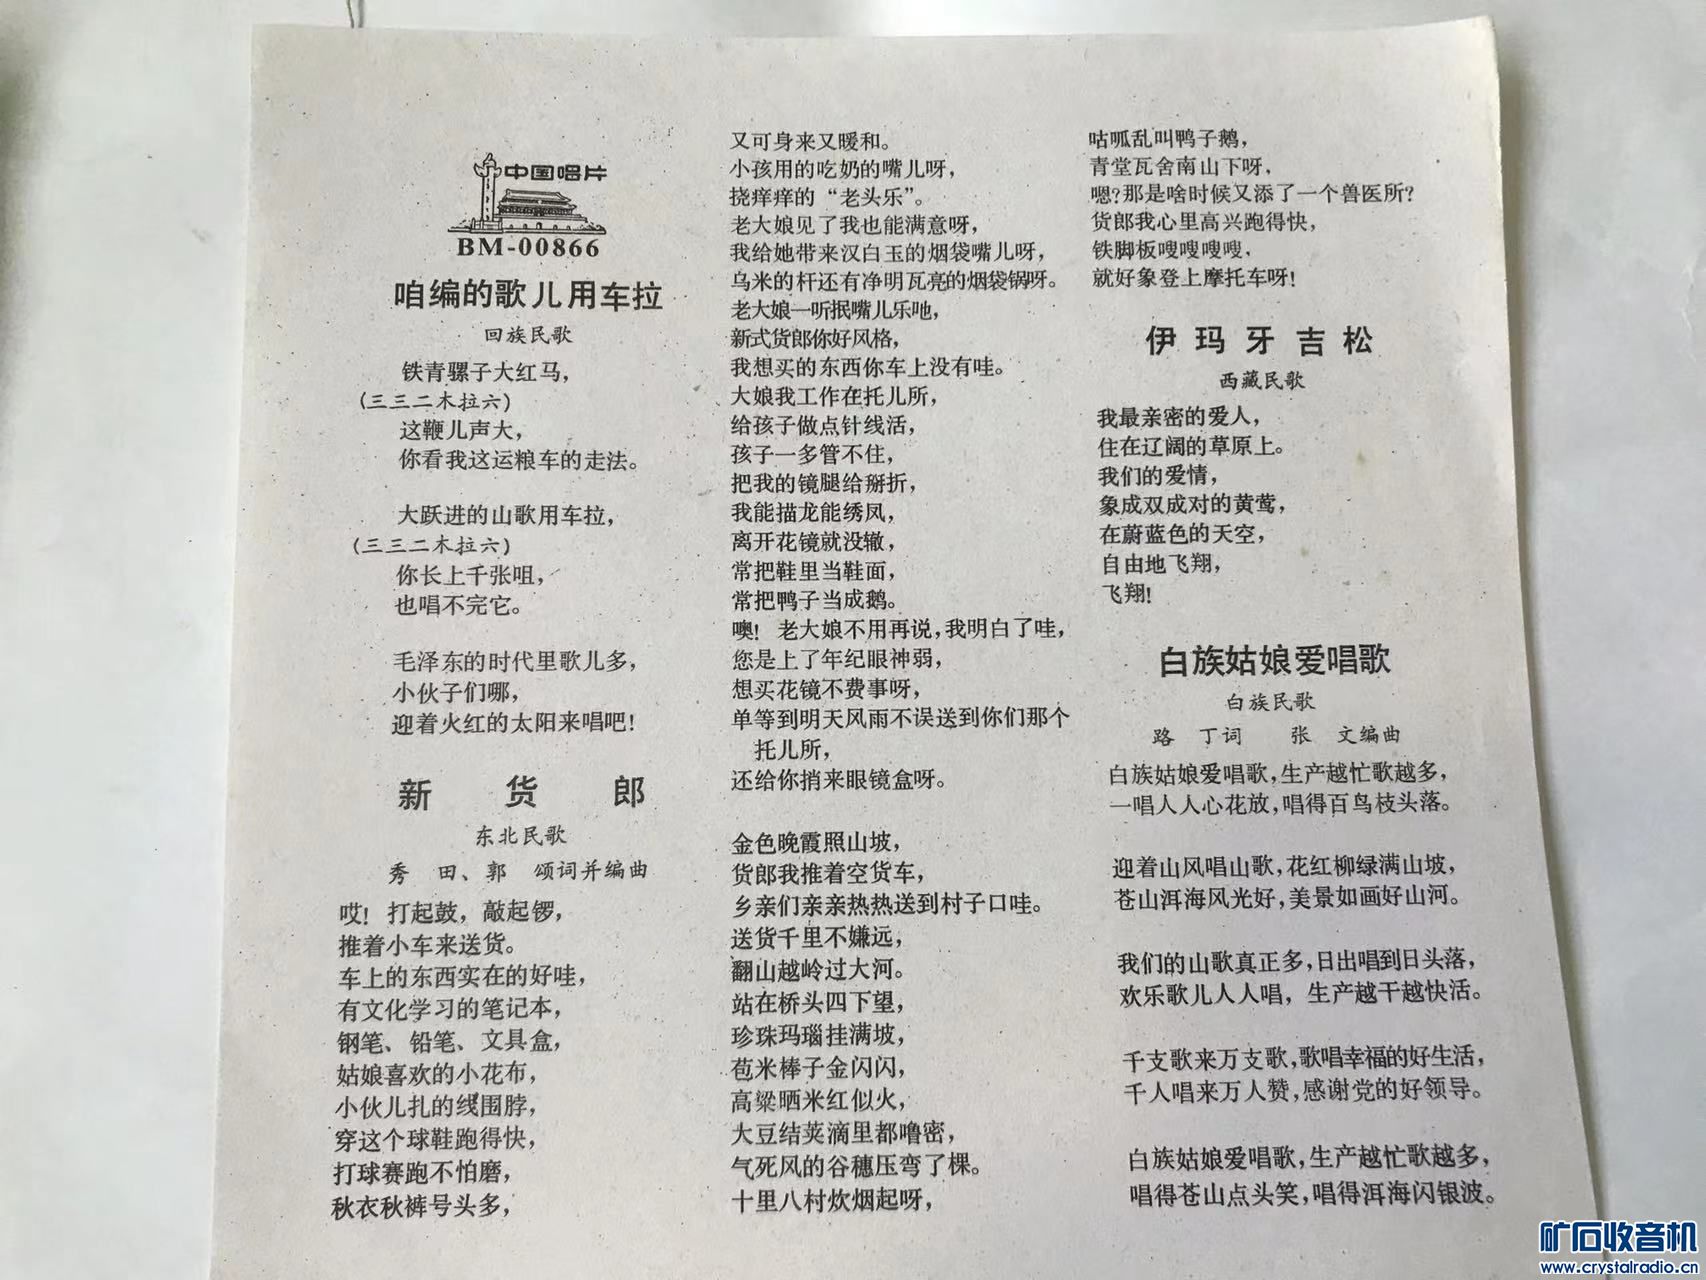 中国唱片
BM-00866
咱编的歌儿用车拉
回族民歌
铁青骡子大红马，
(三三二木拉六)
这鞭儿声大，
你看我这运粮车的走法。
大跃进的山歌用车拉，
(三三二木拉六)
你长上千张咀，
也唱不完它。
毛泽东的时代里歌儿多，
小伙子们哪，
迎着火红的太阳来唱吧！
新 货 郎
东北民歌
秀 田、郭 颂词并编曲
哎！打起鼓，敲起锣，
推着小车来送货。
车上的东西实在的好哇，
有文化学习的笔记本，
钢笔、铅笔、文具盒，
姑娘喜欢的小花布，
小伙儿扎的线围脖，
穿这个球鞋跑得快，
打球赛跑不怕磨，
秋衣秋裤号头多，
又可身来又暖和。
小孩用的吃奶的嘴儿呀，
挠痒痒的“老头乐”。
老大娘见了我也能满意呀，
我给她带来汉白玉的烟袋嘴儿呀，
乌米的杆还有净明瓦亮的烟袋锅呀。
老大娘一听抿嘴儿乐吔，
新式货郎你好风格，
我想买的东西你车上没有哇。
大娘我工作在托儿所，
给孩子做点针线活，
孩子一多管不住，
把我的镜腿给掰折，
我能描龙能绣凤，
离开花镜就没辙，
常把鞋里当鞋面，
常把鸭子当成鹅。
噢！老大娘不用再说，我明白了哇，
您是上了年纪眼神弱，
想买花镜不费事呀，
单等到明天风雨不误送到你们那个
托儿所，
还给你捎来眼镜盒呀。
金色晚霞照山坡，
货郎我推着空货车，
乡亲们亲亲热热送到村子口哇。
送货千里不嫌远，
翻山越岭过大河。
站在桥头四下望，
珍珠玛瑙挂满坡，
苞米棒子金闪闪，
高粱晒米红似火，
大豆结荚滴里都噜密，
气死风的谷穗压弯了棵。
十里八村炊烟起呀，
咕呱乱叫鸭子鹅，
青堂瓦舍南山下呀，
嗯？那是啥时候又添了一个兽医所？
货郎我心里高兴跑得快，
铁脚板嗖嗖嗖嗖，
就好象登上摩托车呀！
伊玛牙吉松
西藏民歌
我最亲密的爱人，
住在辽阔的草原上。
我们的爱情，
象成双成对的黄莺，
在蔚蓝色的天空，
自由地飞翔，
飞翔！
白族姑娘爱唱歌
白族民歌
路 丁词 张 文编曲
白族姑娘爱唱歌，生产越忙歌越多，
一唱人人心花放，唱得百鸟枝头落。
迎着山风唱山歌，花红柳绿满山坡，
苍山洱海风光好，美景如画好山河。
我们的山歌真正多，日出唱到日头落，
欢乐歌儿人人唱，生产越干越快活。
千支歌来万支歌，歌唱幸福的好生活，
千人唱来万人赞，感谢党的好领导。
白族姑娘爱唱歌，生产越忙歌越多，
唱得苍山点头笑，唱得洱海闪银波。
矿石收音机
www.crystalradio.cn